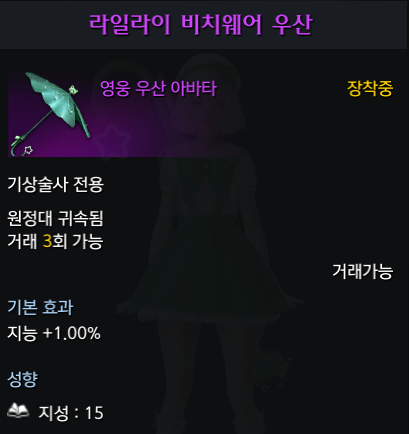 라일라이 비치웨어 우산
영웅 우산 아바타 장착중
기상술사 전용
원정대 귀속됨
거래 3회 가능
거래가능
기본 효과
지능 +1.00%
성향
지성 : 15